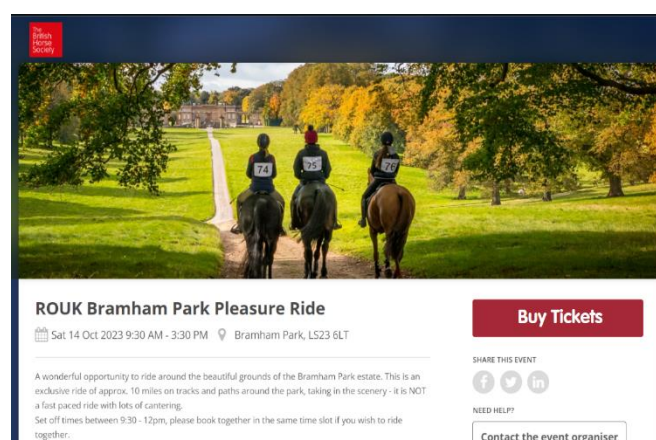 The
British
Horse
Society
74
75
76
ROUK Bramham Park Pleasure Ride
Sat 14 Oct 2023 9:30 AM - 3:30 PM Bramham Park, LS23 6LT
Buy Tickets
A wonderful opportunity to ride around the beautiful grounds of the Bramham Park estate. This is an
exclusive ride of approx. 10 miles on tracks and paths around the park, taking in the scenery - it is NOT
a fast paced ride with lots of cantering.
Set off times between 9:30 - 12pm, please book together in the same time slot if you wish to ride
together.
SHARE THIS EVENT
f
in
NEED HELP?
Contact the event organiser